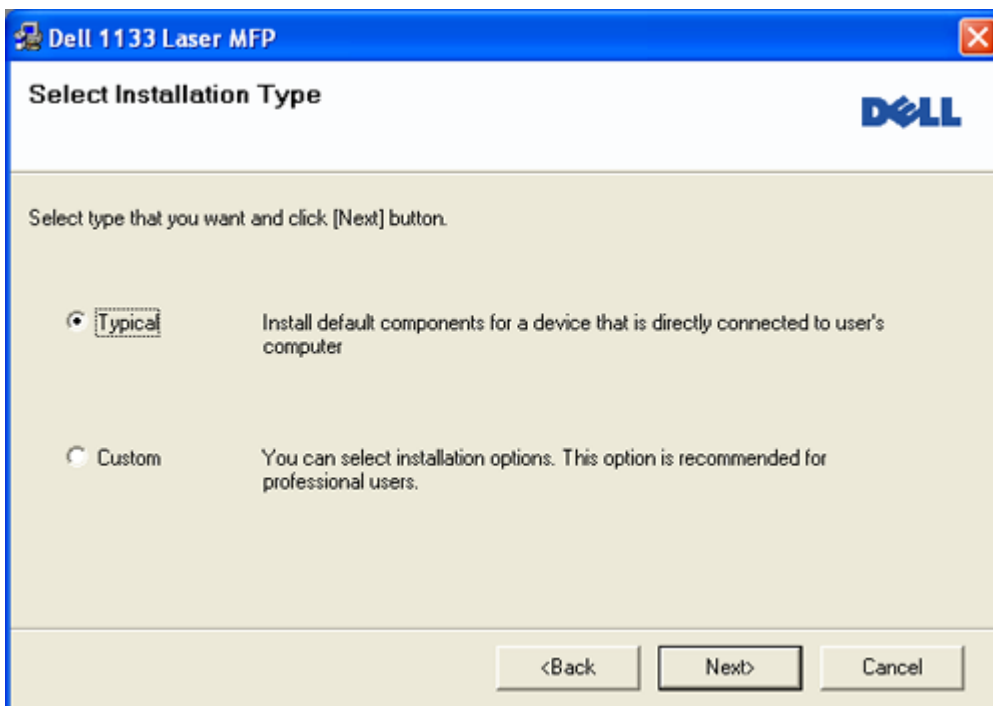 Dell 1133 Laser MFP
Select Installation Type
DELL
Select type that you want and click [Next] button.
Typical
Install default components for a device that is directly connected to user's
computer
Custom
You can select installation options. This option is recommended for
professional users.
<Back
Next>
Cancel